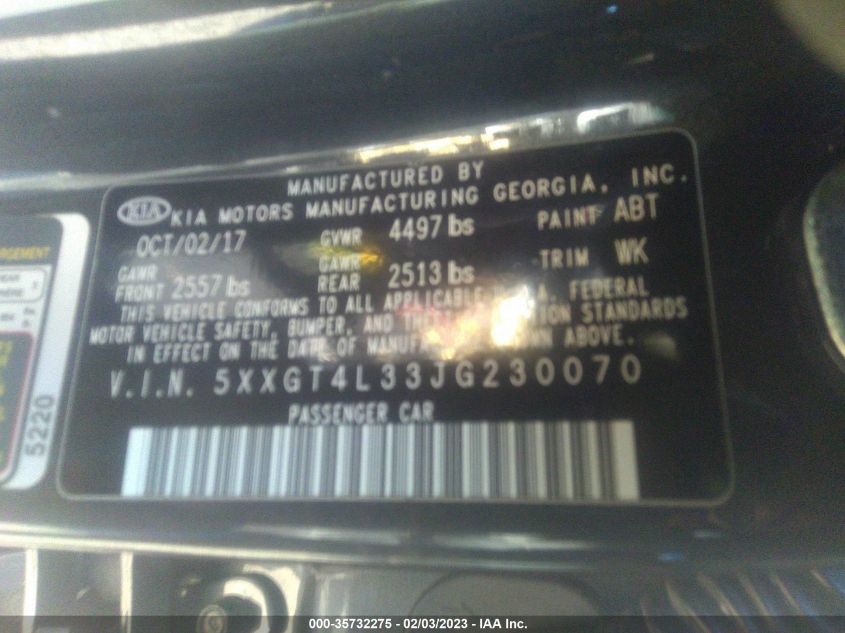 MANUFACTURED BY
KIA KIA MOTORS MANUFACTURING GEORGIA, INC.
OCT/02/17 GVWR 4497 lbs PAINT ABT
GAWR FRONT 2557 lbs GAWR REAR 2513 lbs TRIM WK
THIS VEHICLE CONFORMS TO ALL APPLICABLE FEDERAL
MOTOR VEHICLE SAFETY, BUMPER, AND STANDARDS
IN EFFECT ON THE DATE OF SHOWN ABOVE.
V.I.N. 5XXGT4L33JG230070
PASSENGER CAR
5220
000-35732275 - 02/03/2023 - IAA Inc.